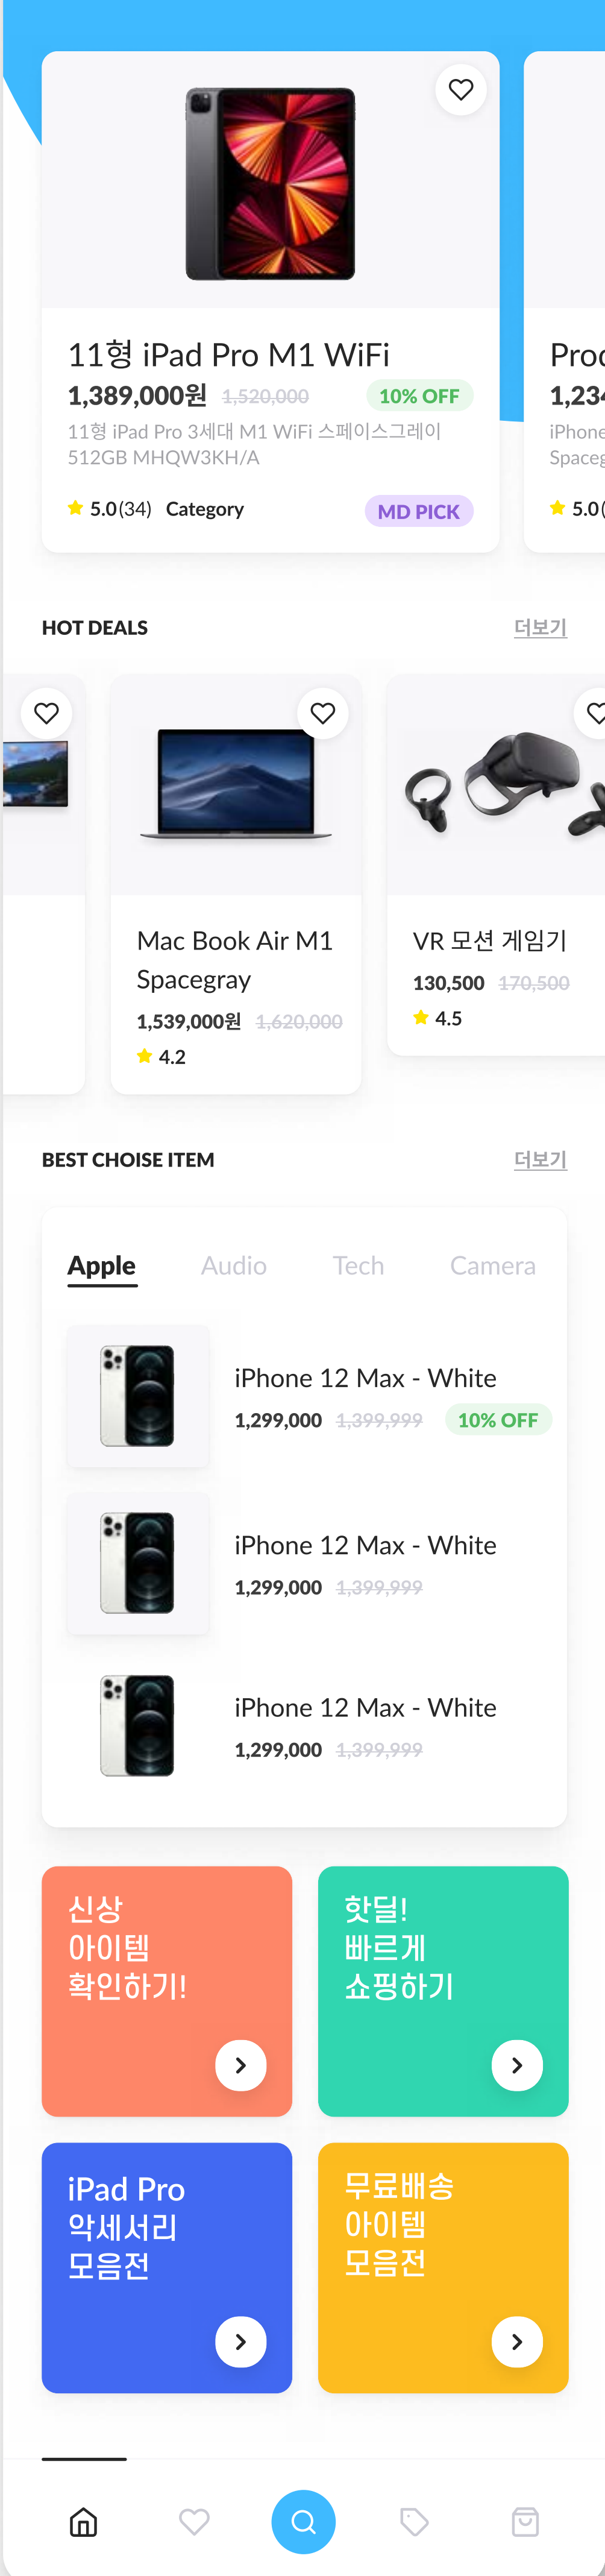 11형 iPad Pro M1 WiFi
1,389,000원 1,520,000 10% OFF
11형 iPad Pro 3세대 M1 WiFi 스페이스그레이
512GB MHQW3KH/A
5.0(34) Category MD PICK
Proc
1,234
iPhone
Spaceg
5.0(
HOT DEALS 더보기
Mac Book Air M1
Spacegray
1,539,000원 1,620,000
4.2
VR 모션 게임기
130,500 170,500
4.5
BEST CHOISE ITEM 더보기
Apple Audio Tech Camera
iPhone 12 Max - White
1,299,000 1,399,999 10% OFF
iPhone 12 Max - White
1,299,000 1,399,999
iPhone 12 Max - White
1,299,000 1,399,999
신상
아이템
확인하기!
핫딜!
빠르게
쇼핑하기
iPad Pro
악세서리
모음전
무료배송
아이템
모음전